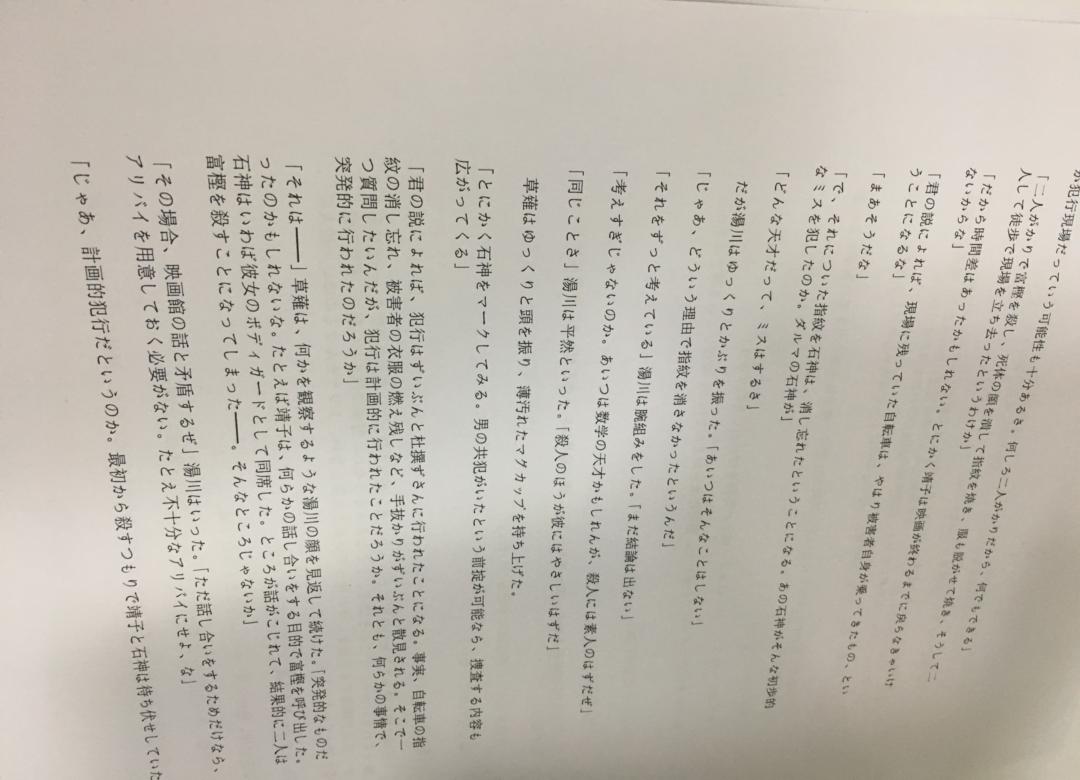 が犯行現場だっていう可能性も十分あるさ。何しろ二人がかりだから、何でもできる」
「二人がかりで富樫を殺し、死体の顔を潰して指紋を焼き、服も脱がせて焼き、そうして二
人して徒歩で現場を立ち去ったというわけか」
「だから時間差はあったかもしれない。とにかく靖子は映画が終わるまでに戻らなきゃいけ
ないからな」
「君の説によれば、現場に残っていた自転車は、やはり被害者自身が乗ってきたもの、とい
うことになるな」
「まあそうだな」
「で、それについた指紋を石神は、消し忘れたということになる。あの石神がそんな初歩的
なミスを犯したのか。ダルマの石神が」
「どんな天才だって、ミスはするさ」
だが湯川はゆっくりとかぶりを振った。「あいつはそんなことはしない」
「じゃあ、どういう理由で指紋を消さなかったというんだ」
「それをずっと考えている」湯川は腕組みをした。「まだ結論は出ない」
「考えすぎじゃないのか。あいつは数学の天才かもしれんが、殺人には素人のはずだぜ」
「同じことさ」湯川は平然といった。「殺人のほうが彼にはやさしいはずだ」
草薙はゆっくりと頭を振り、薄汚れたマグカップを持ち上げた。
「とにかく石神をマークしてみる。男の共犯がいたという前掟が可能なら、捜査する内容も
広がってくる」
「君の説によれば、犯行はずいぶんと杜撰ずさんに行われたことになる。事実、自転車の指
紋の消し忘れ、被害者の衣服の燃え残しなど、手抜かりがずいぶんと散見される。そこで一
つ質問したいんだが、犯行は計画的に行われたことだろうか。それとも、何らかの事情で、
突発的に行われたのだろうか」
「それは――」草薙は、何かを観察するような湯川の顔を見返して続けた。「突発的なものだ
ったのかもしれないな。たとえば靖子は、何らかの話し合いをする目的で富樫を呼び出した。
石神はいわば彼女のボディガードとして同席した。ところが話がこじれて、結果的に二人は
富樫を殺すことになってしまった――。そんなところじゃないか」
「その場合、映画館の話と矛盾するぜ」湯川はいった。「ただ話し合いをするためだけなら、
アリバイを用意しておく必要がない。たとえ不十分なアリバイにせよ、な」
「じゃあ、計画的犯行だというのか。最初から殺すつもりで靖子と石神は待ち伏せしていた